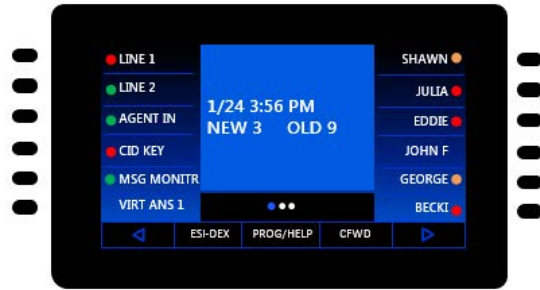 LINE 1
LINE 2
AGENT IN
CID KEY
MSG MONITR
VIRT ANS 1
1/24 3:56 PM
NEW 3 OLD 9
SHAWN
JULIA
EDDIE
JOHN F
GEORGE
BECKI
ESI-DEX PROG/HELP CFWD